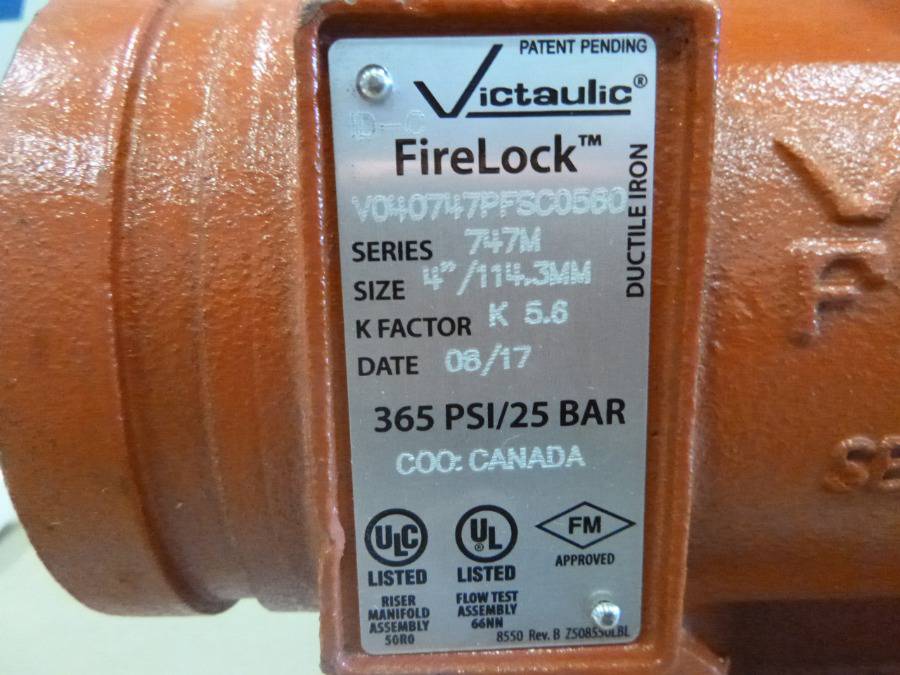 PATENT PENDING
Victaulic®
D-C
FireLock™
V040747PFSC0560
SERIES 747M
SIZE 4"/114.3MM
K FACTOR K 5.6
DATE 08/17
DUCTILE IRON
365 PSI/25 BAR
COO: CANADA
ULC
LISTED
RISER
MANIFOLD
ASSEMBLY
50R0
UL
®
LISTED
FLOW TEST
ASSEMBLY
66NN
FM
APPROVED
8550 Rev. B Z508550LBL
V
P
SE